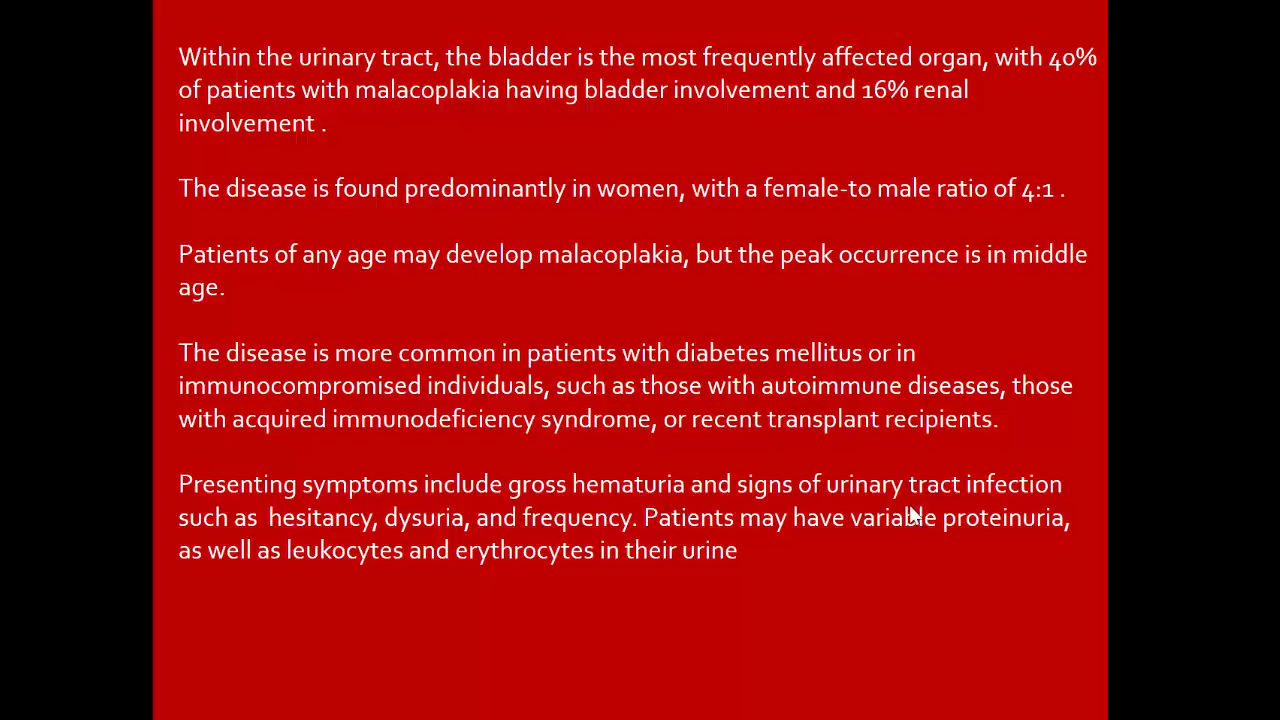 Within the urinary tract, the bladder is the most frequently affected organ, with 40%
of patients with malacoplakia having bladder involvement and 16% renal
involvement .
The disease is found predominantly in women, with a female-to male ratio of 4:1 .
Patients of any age may develop malacoplakia, but the peak occurrence is in middle
age.
The disease is more common in patients with diabetes mellitus or in
immunocompromised individuals, such as those with autoimmune diseases, those
with acquired immunodeficiency syndrome, or recent transplant recipients.
Presenting symptoms include gross hematuria and signs of urinary tract infection
such as  hesitancy, dysuria, and frequency. Patients may have variable proteinuria,
as well as leukocytes and erythrocytes in their urine